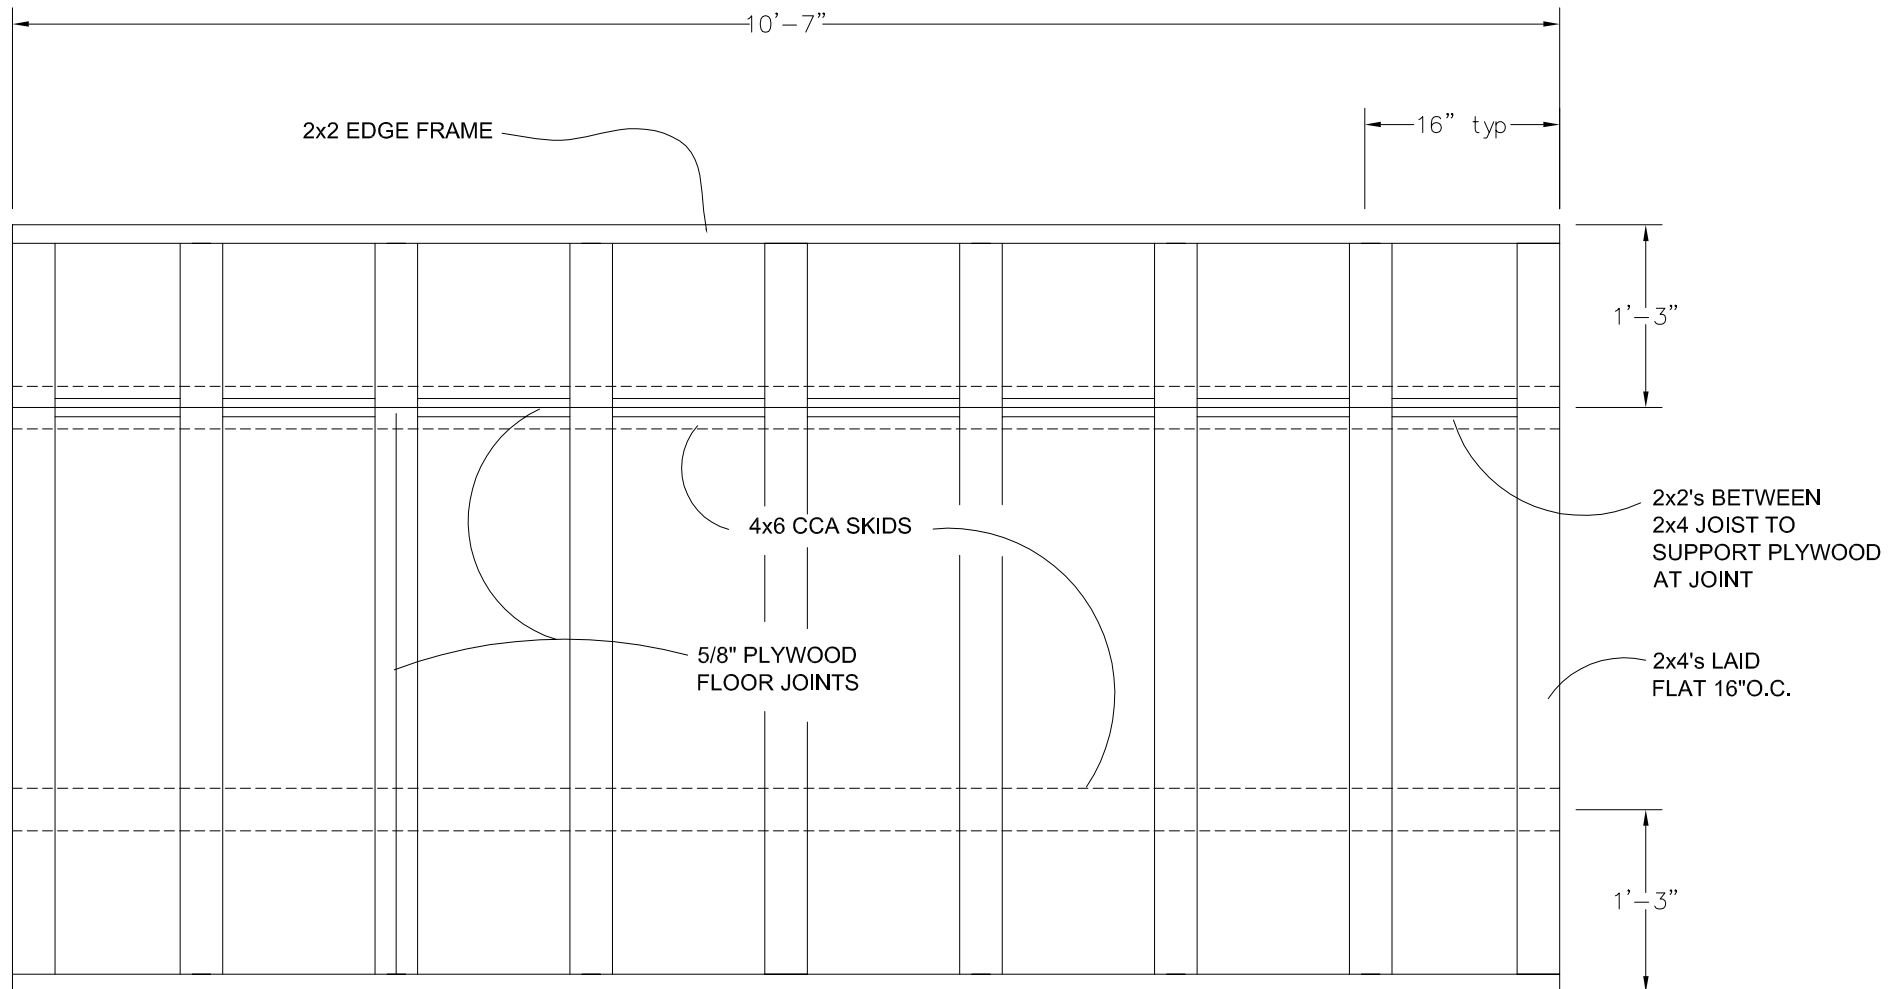 10'-7"
2x2 EDGE FRAME
16" typ
1'-3"
4x6 CCA SKIDS
2x2's BETWEEN
2x4 JOIST TO
SUPPORT PLYWOOD
AT JOINT
5/8" PLYWOOD
FLOOR JOINTS
2x4's LAID
FLAT 16"O.C.
1'-3"